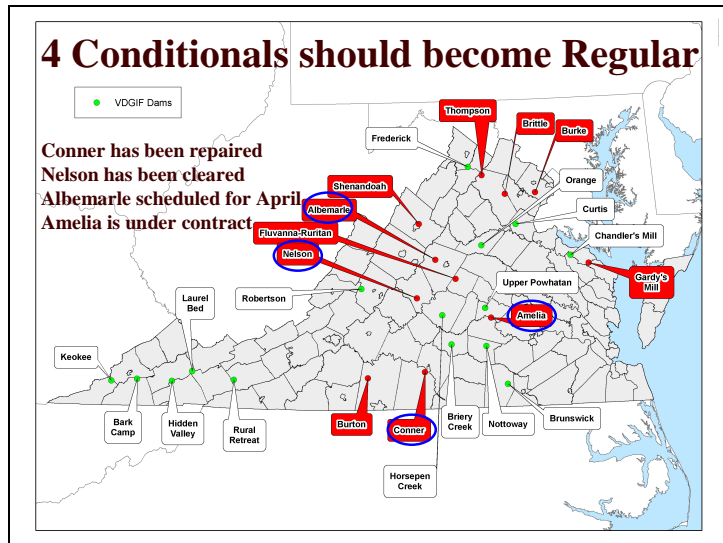 4 Conditionals should become Regular
VDGIF Dams
Conner has been repaired
Nelson has been cleared
Albemarle scheduled for April
Amelia is under contract
Thompson
Brittle
Burke
Frederick
Orange
Shenandoah
Curtis
Albemarle
Chandler's Mill
Fluvanna-Ruritan
Nelson
Gardy's
Mill
Upper Powhatan
Laurel
Bed
Robertson
Amelia
Keokee
Bark
Camp
Hidden
Valley
Rural
Retreat
Burton
Conner
Briery
Creek
Nottoway
Brunswick
Horsepen
Creek